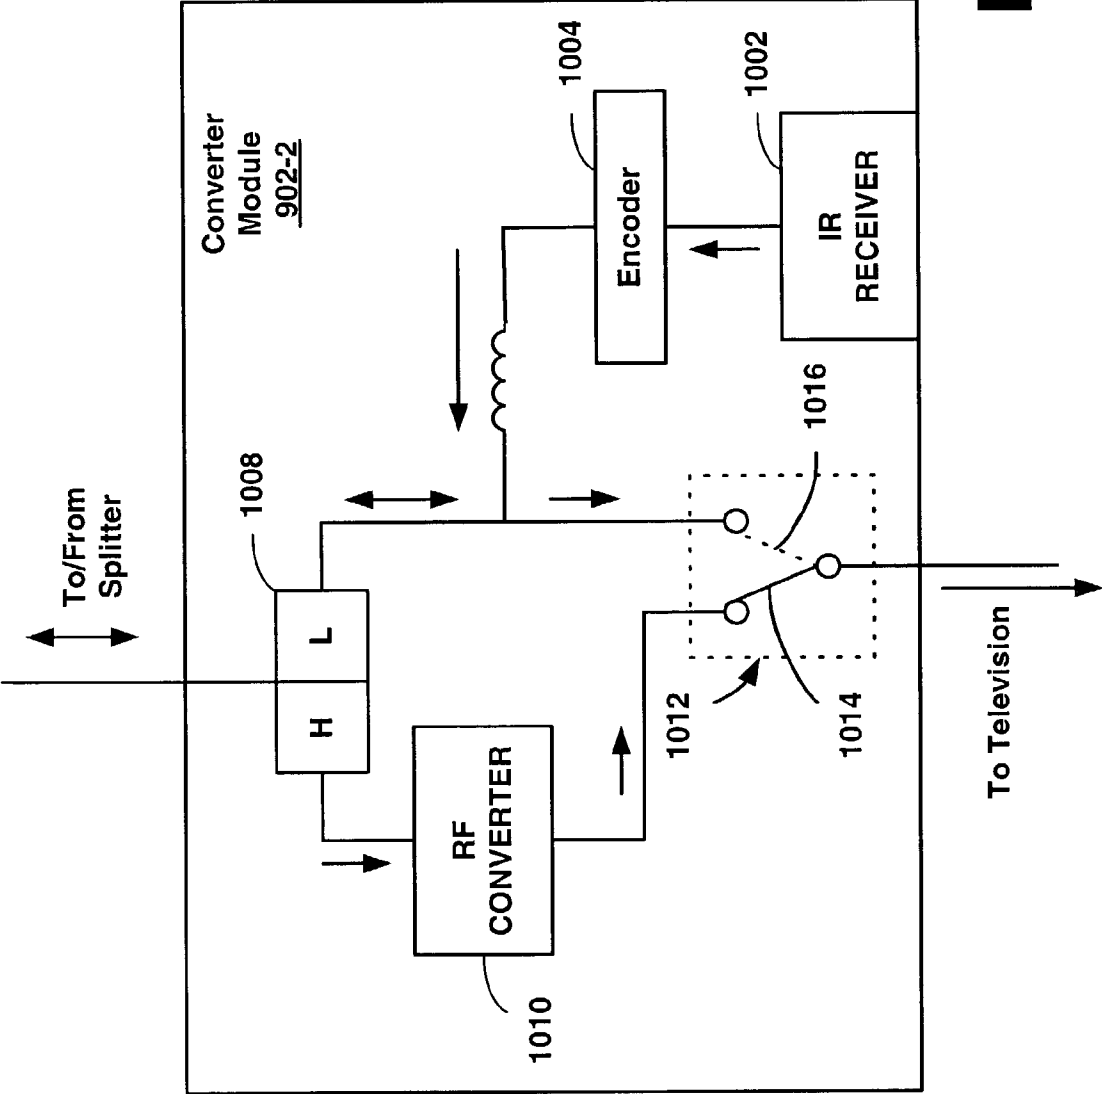 To/From
Splitter
Converter
Module
902-2
1008
H
L
1004
Encoder
1002
IR
RECEIVER
RF
CONVERTER
1010
1012
1014
1016
To Television